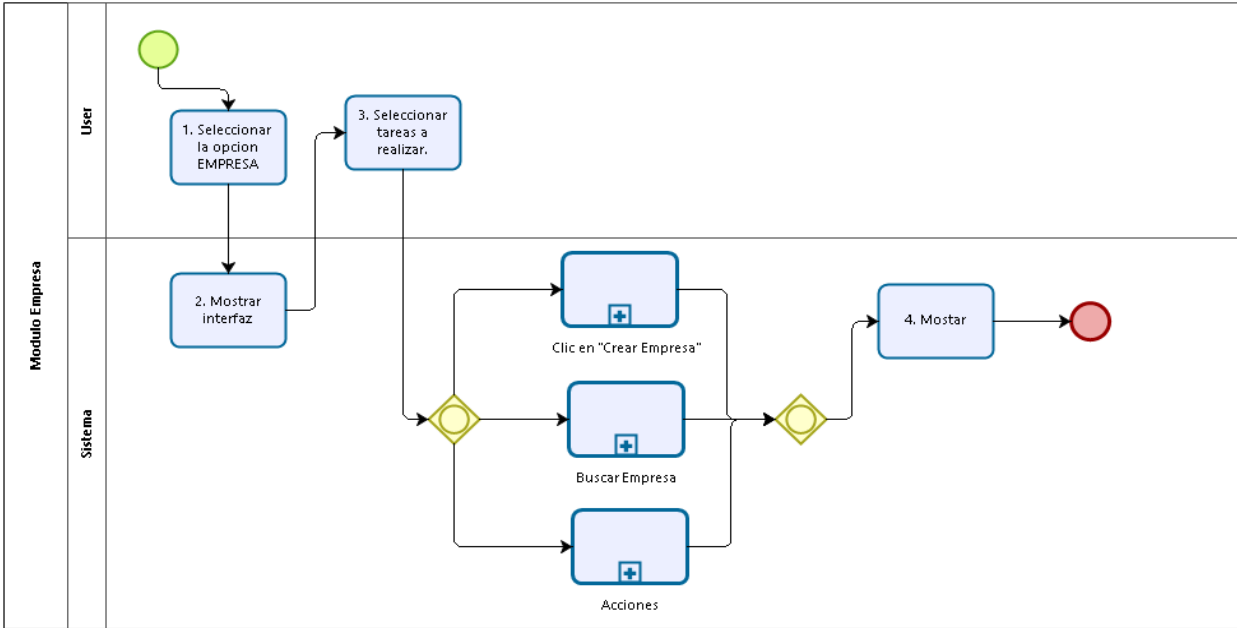 Modulo Empresa
User
1. Seleccionar
la opcion
EMPRESA
3. Seleccionar
tareas a
realizar.
Sistema
2. Mostrar
interfaz
Clic en "Crear Empresa"
Buscar Empresa
Acciones
4. Mostar